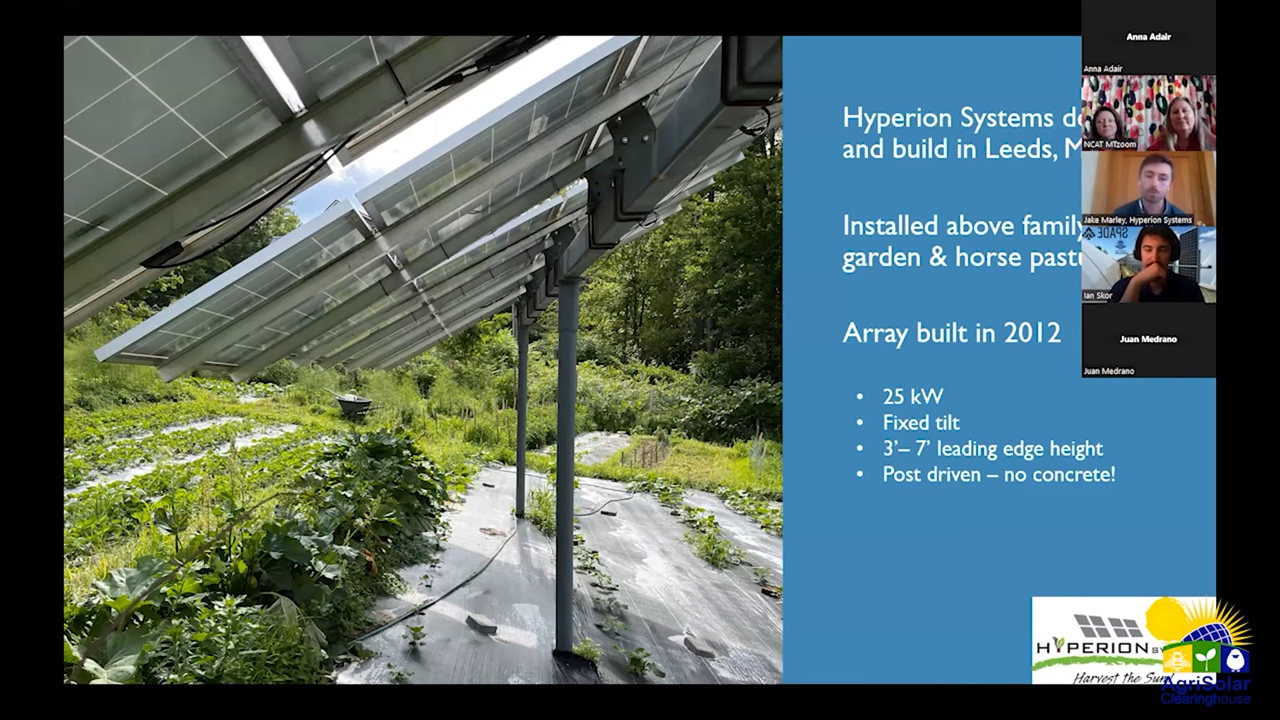 Hyperion Systems
and build in Leeds,
Installed above family
garden & horse
Array built in 2012
• 25 kW
• Fixed tilt
• 3'– 7' leading edge height
• Post driven – no concrete!
Anna Adair
Anna Adair
NCAT MTzoom
Jake Marley, Hyperion Systems
SPADE
Ian Skor
Juan Medrano
Juan Medrano
HYPERION
Harvest the Sun!
AgriSolar
Clearinghouse